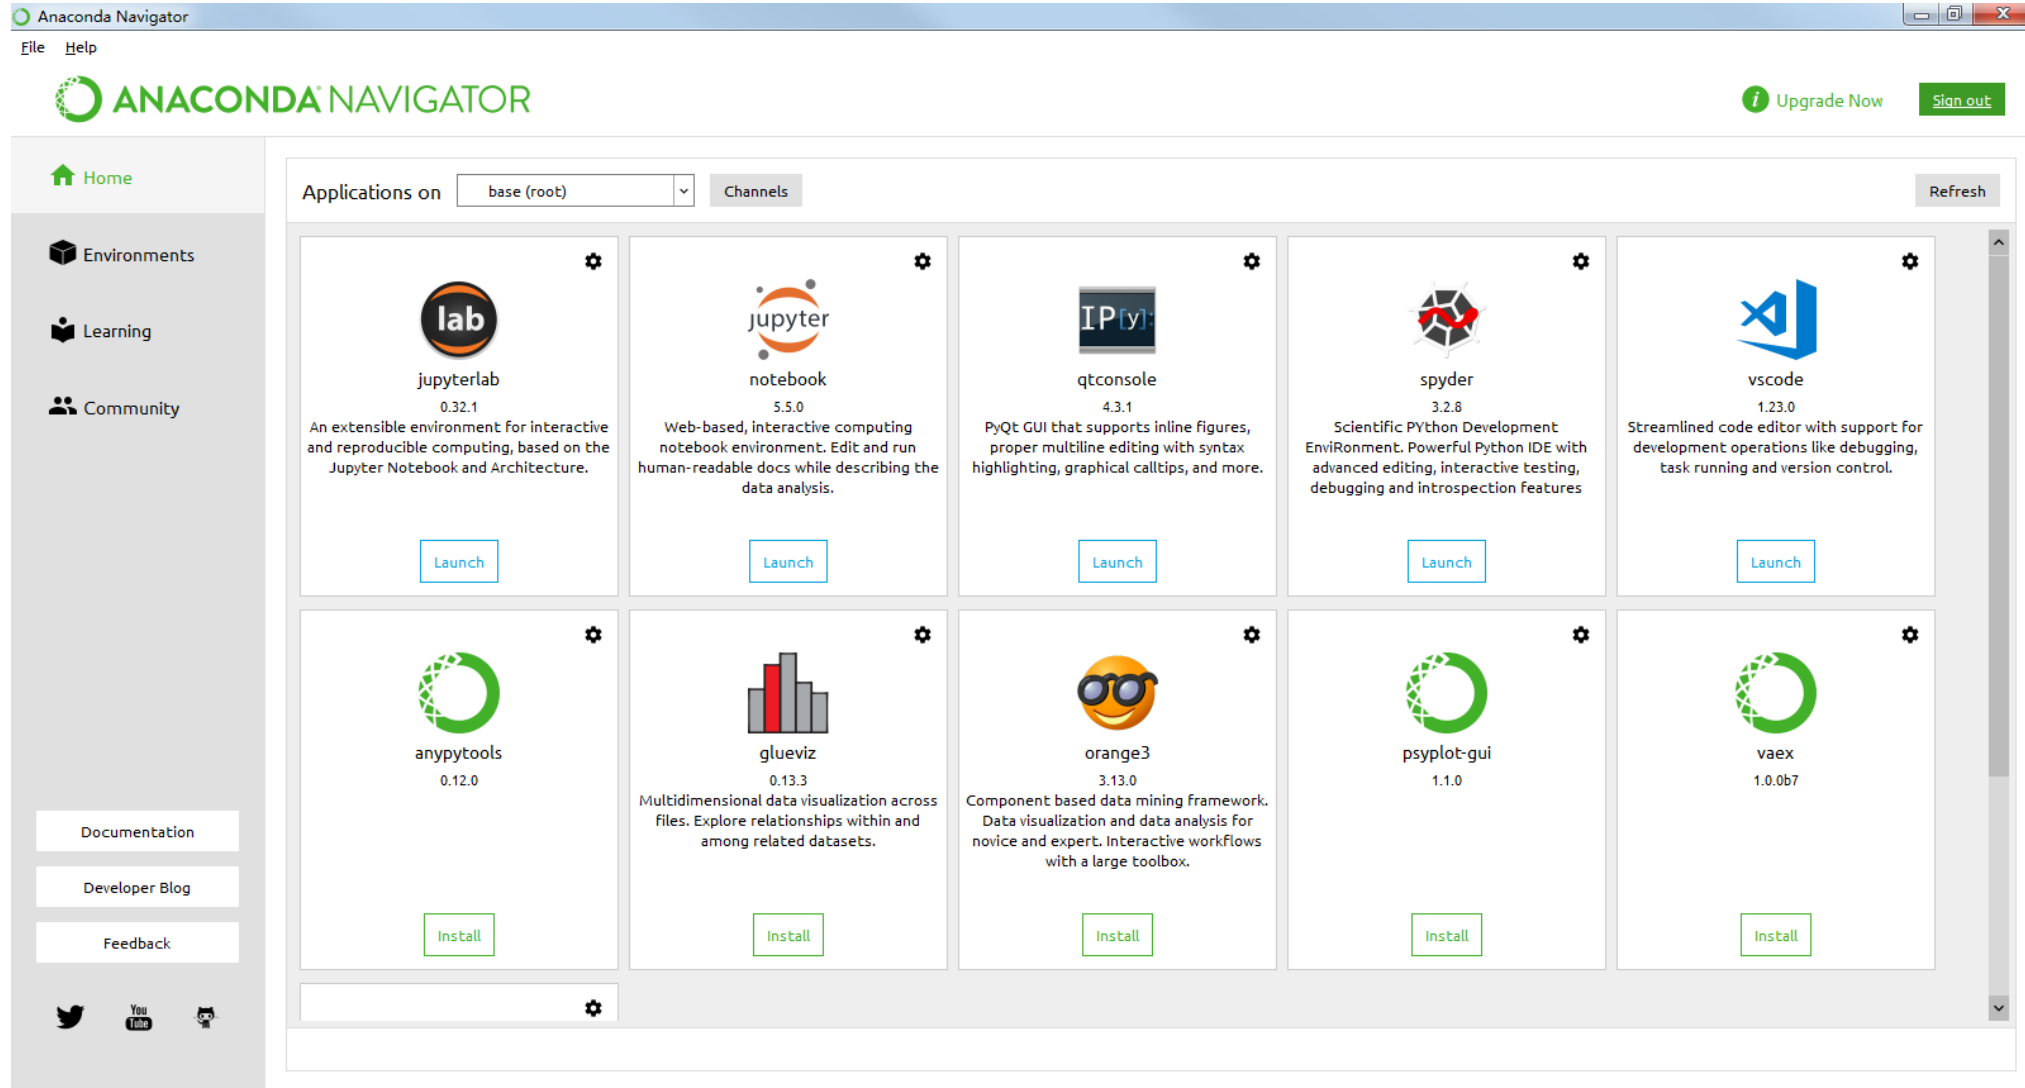 Anaconda Navigator
File Help
ANACONDA NAVIGATOR
Upgrade Now
Sign out
Home
Environments
Learning
Community
Documentation
Developer Blog
Feedback
You
Tube
Applications on
base (root)
Channels
Refresh
lab
jupyterlab
0.32.1
An extensible environment for interactive
and reproducible computing, based on the
Jupyter Notebook and Architecture.
Launch
jupyter
notebook
5.5.0
Web-based, interactive computing
notebook environment. Edit and run
human-readable docs while describing the
data analysis.
Launch
IP[y]:
qtconsole
4.3.1
PyQt GUI that supports inline figures,
proper multiline editing with syntax
highlighting, graphical calltips, and more.
Launch
spyder
3.2.8
Scientific PYthon Development
EnviRonment. Powerful Python IDE with
advanced editing, interactive testing,
debugging and introspection features
Launch
vscode
1.23.0
Streamlined code editor with support for
development operations like debugging,
task running and version control.
Launch
anypytools
0.12.0
Install
glueviz
0.13.3
Multidimensional data visualization across
files. Explore relationships within and
among related datasets.
Install
orange3
3.13.0
Component based data mining framework.
Data visualization and data analysis for
novice and expert. Interactive workflows
with a large toolbox.
Install
psyplot-gui
1.1.0
Install
vaex
1.0.0b7
Install